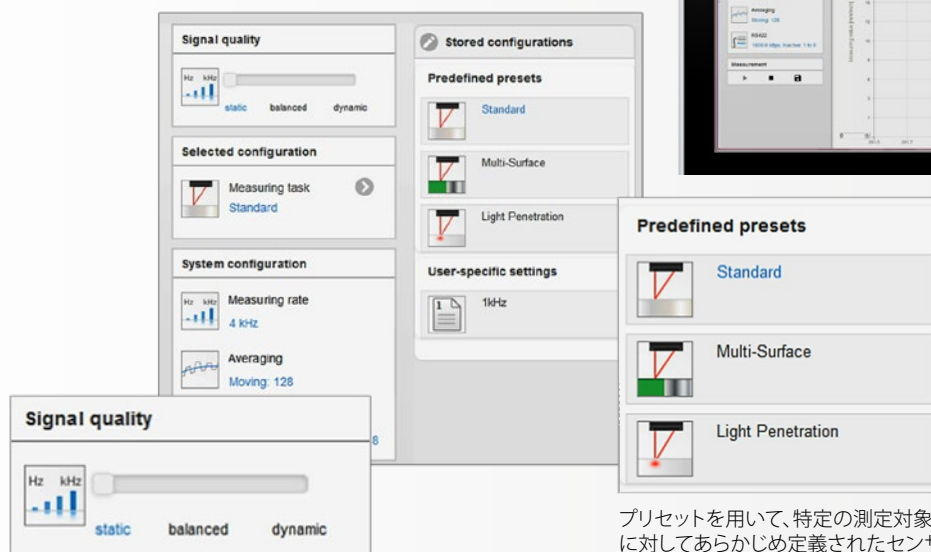 Signal quality
Hz kHz
static balanced dynamic
Selected configuration
Measuring task
Standard
System configuration
Hz kHz
Measuring rate
4 kHz
Averaging
Moving: 128
8
Stored configurations
Predefined presets
Standard
Multi-Surface
Light Penetration
User-specific settings
1
1kHz
Averaging
Moving: 128
RS422
Measurement
Signal quality
Hz kHz
static balanced dynamic
Predefined presets
Standard
Multi-Surface
Light Penetration
プリセットを用いて、特定の測定対象
に対してあらかじめ定義されたセンサ